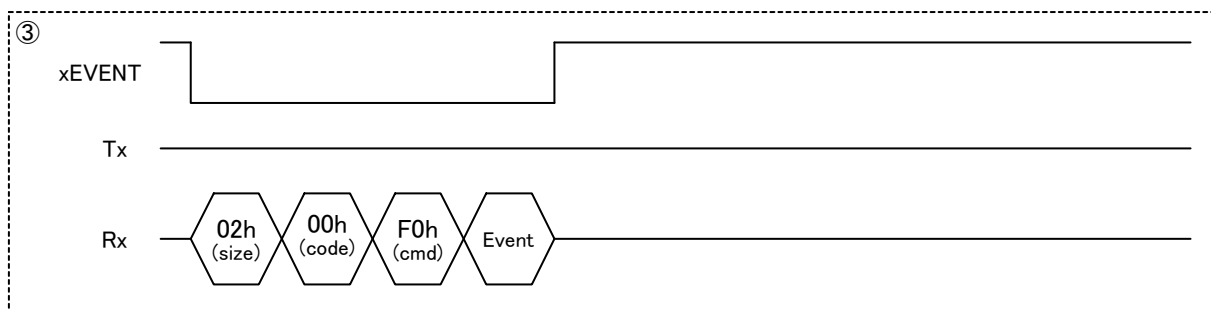 ③
xEVENT
Tx
Rx
02h
(size)
00h
(code)
F0h
(cmd)
Event